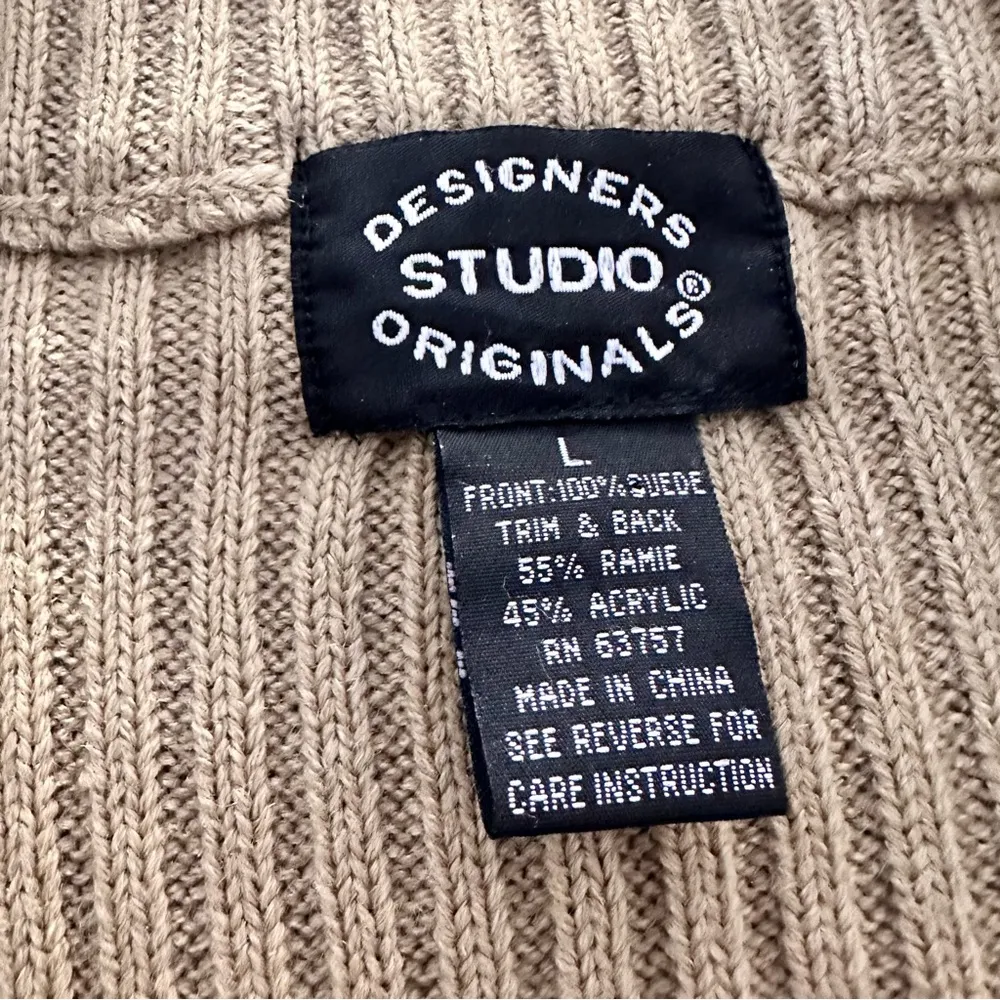 DESIGNERS
STUDIO
ORIGINALS®
L
FRONT:100% SUEDE
TRIM & BACK
55% RAMIE
45% ACRYLIC
RN 63757
MADE IN CHINA
SEE REVERSE FOR
CARE INSTRUCTION